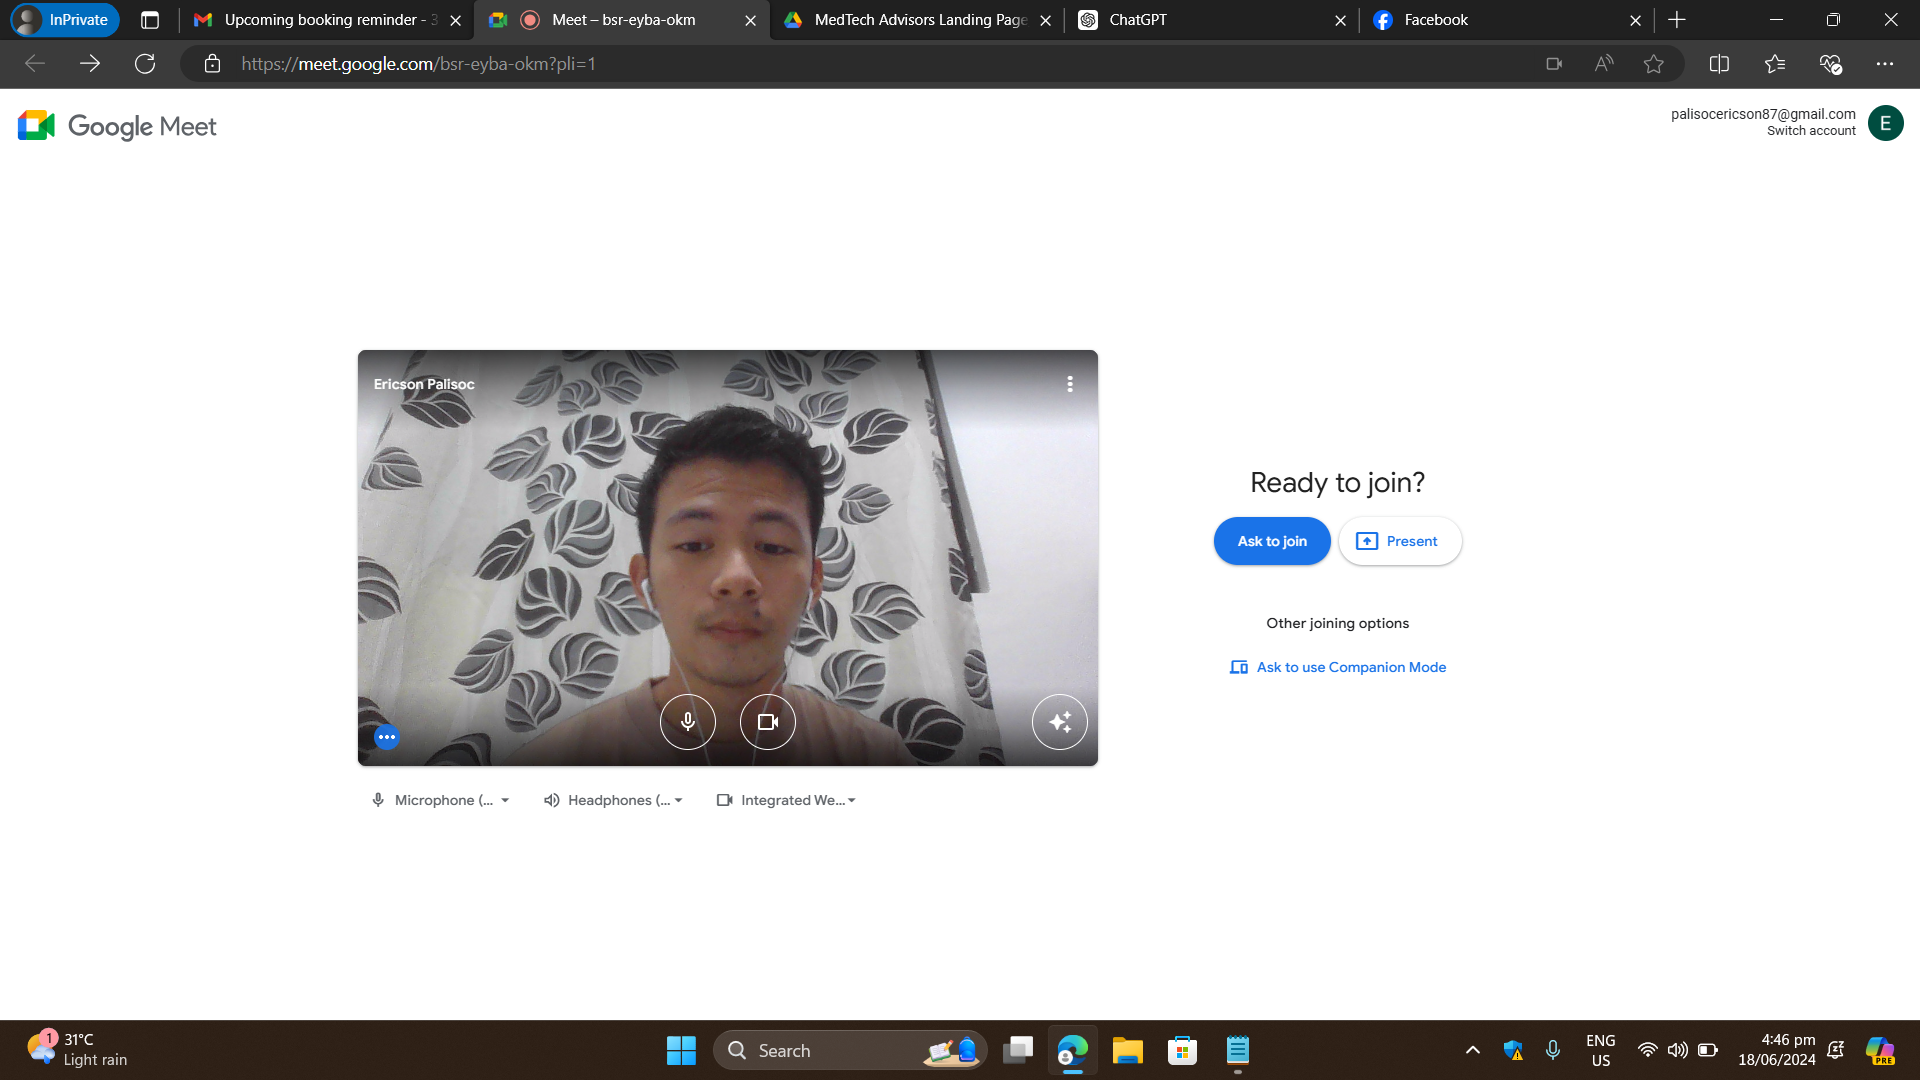 InPrivate
Upcoming booking reminder - 3
Meet – bsr-eyba-okm
MedTech Advisors Landing Page
ChatGPT
Facebook
https://meet.google.com/bsr-eyba-okm?pli=1
Google Meet
palisocericson87@gmail.com
Switch account
E
Ericson Palisoc
Ready to join?
Ask to join
Present
Other joining options
Ask to use Companion Mode
Microphone (...
Headphones (...
Integrated We...
1
31°C
Light rain
Search
ENG
US
4:46 pm
18/06/2024
PRE